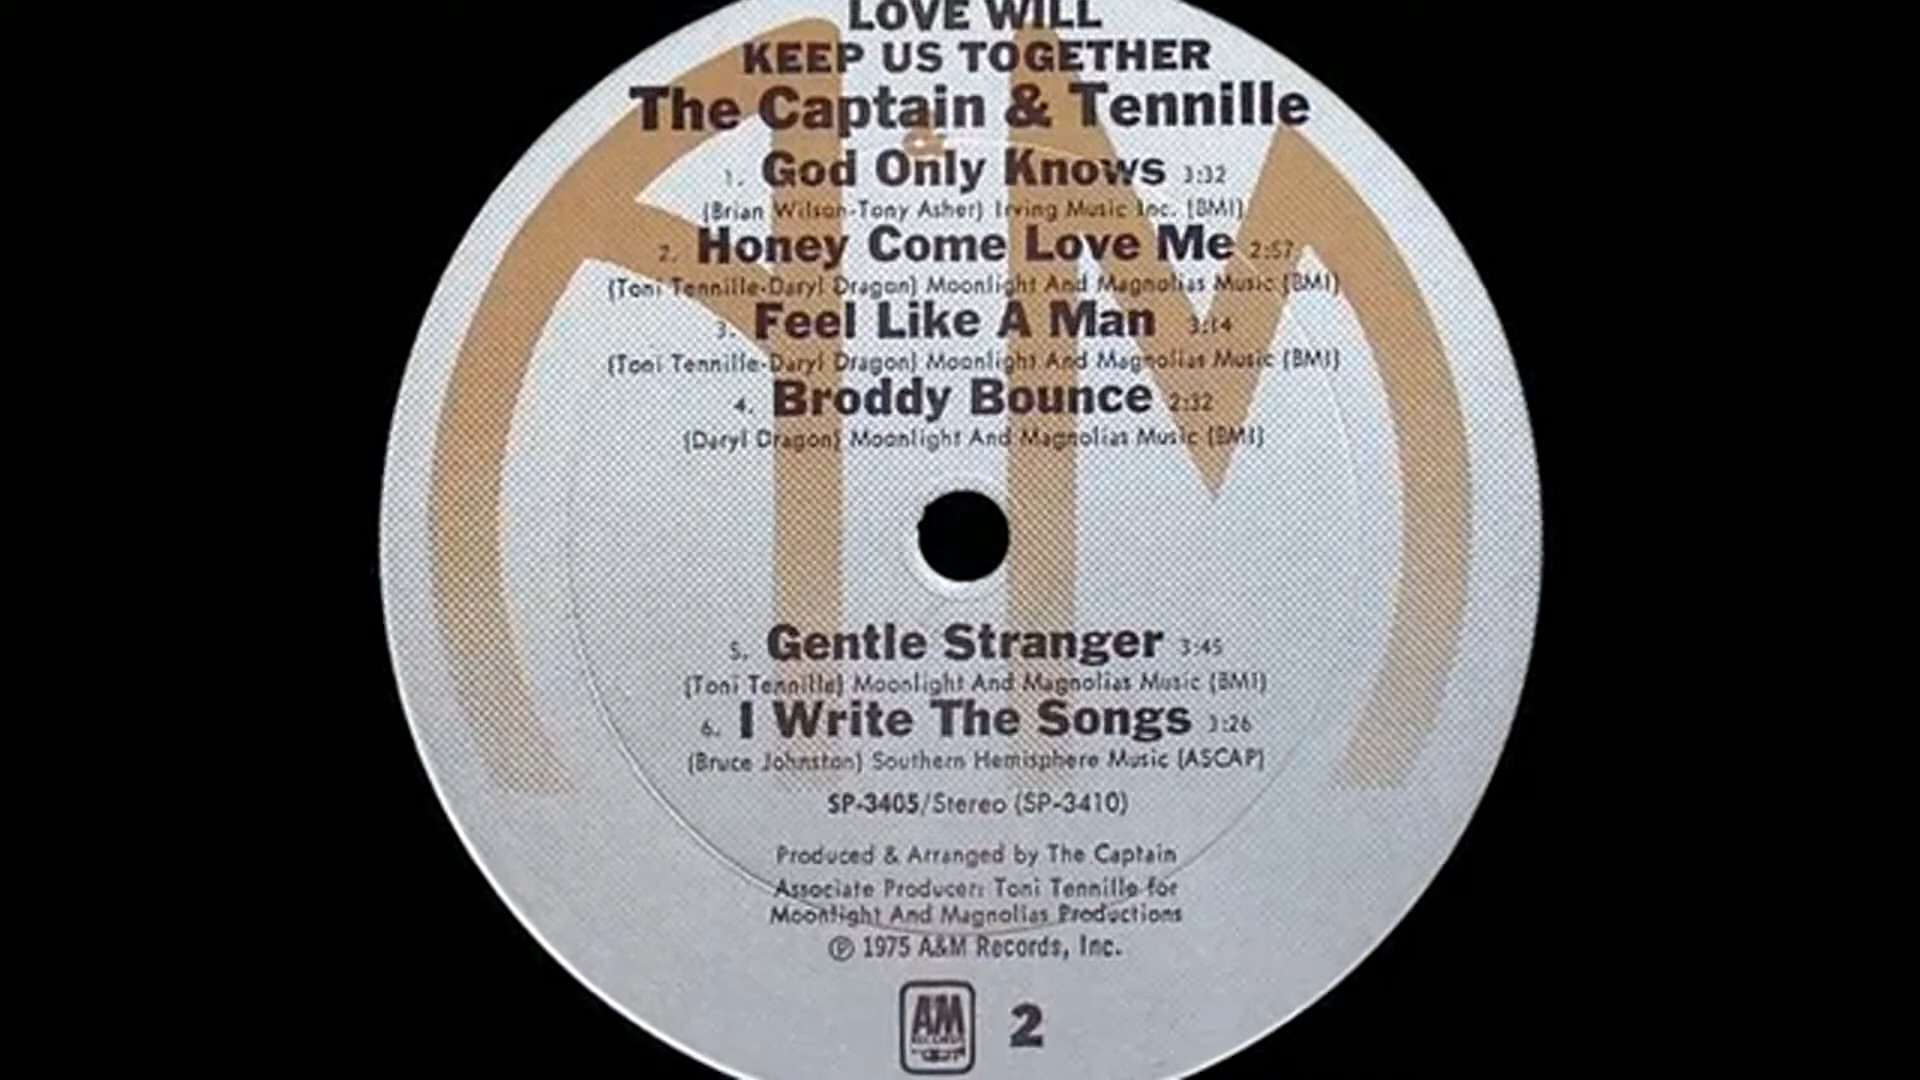 LOVE WILL
KEEP US TOGETHER
The Captain & Tennille
1. God Only Knows 3:32
(Brian Wilson-Tony Asher) Irving Music Inc. (BMI)
2. Honey Come Love Me 2:57
(Toni Tennille-Daryl Dragon) Moonlight And Magnolias Music (BMI)
3. Feel Like A Man 3:14
(Toni Tennille-Daryl Dragon) Moonlight And Magnolias Music (BMI)
4. Broddy Bounce 2:32
(Daryl Dragon) Moonlight And Magnolias Music (BMI)
5. Gentle Stranger 3:45
(Toni Tennille) Moonlight And Magnolias Music (BMI)
6. I Write The Songs 3:26
(Bruce Johnston) Southern Hemisphere Music (ASCAP)
SP-3405/Stereo (SP-3410)
Produced & Arranged by The Captain
Associate Producer: Toni Tennille for
Moonlight And Magnolias Productions
℗ 1975 A&M Records, Inc.
AM
RECORDS
2